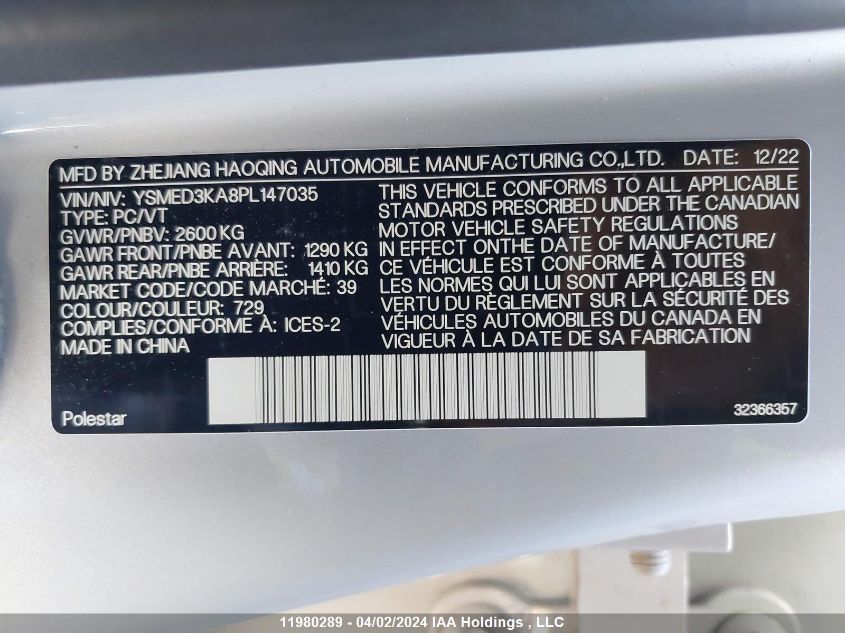 MFD BY ZHEJIANG HAOQING AUTOMOBILE MANUFACTURING CO.,LTD. DATE: 12/22
VIN/NIV: YSMED3KA8PL147035
TYPE: PC/VT
GVWR/PNBV: 2600 KG
GAWR FRONT/PNBE AVANT: 1290 KG
GAWR REAR/PNBE ARRIÈRE: 1410 KG
MARKET CODE/CODE MARCHÉ: 39
COLOUR/COULEUR: 729
COMPLIES/CONFORME À: ICES-2
MADE IN CHINA
THIS VEHICLE CONFORMS TO ALL APPLICABLE
STANDARDS PRESCRIBED UNDER THE CANADIAN
MOTOR VEHICLE SAFETY REGULATIONS
IN EFFECT ONTHE DATE OF MANUFACTURE/
CE VÉHICULE EST CONFORME À TOUTES
LES NORMES QUI LUI SONT APPLICABLES EN
VERTU DU RÈGLEMENT SUR LA SÉCURITÉ DES
VÉHICULES AUTOMOBILES DU CANADA EN
VIGUEUR À LA DATE DE SA FABRICATION
Polestar
32366357
11980289 - 04/02/2024 IAA Holdings , LLC